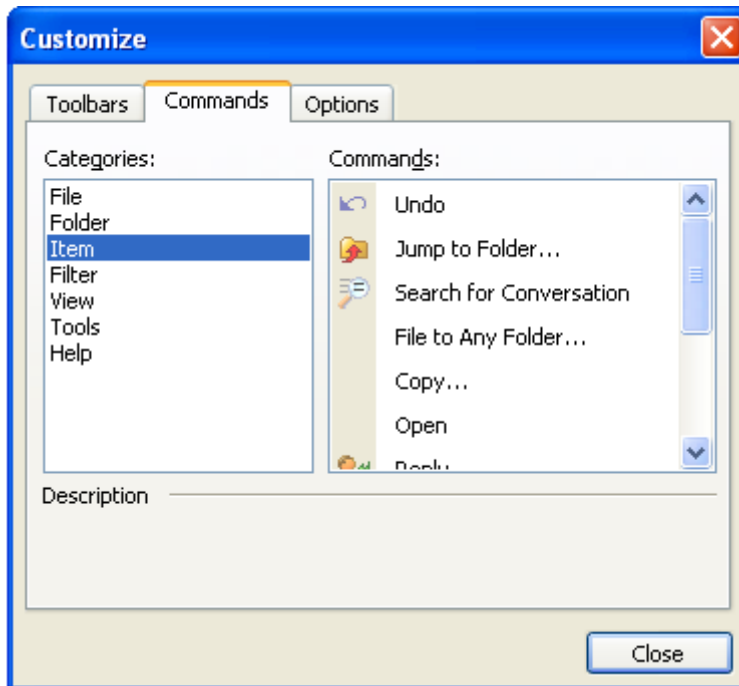 Customize
Toolbars Commands Options
Categories:
File
Folder
Item
Filter
View
Tools
Help
Commands:
Undo
Jump to Folder...
Search for Conversation
File to Any Folder...
Copy...
Open
Reply
Description
Close